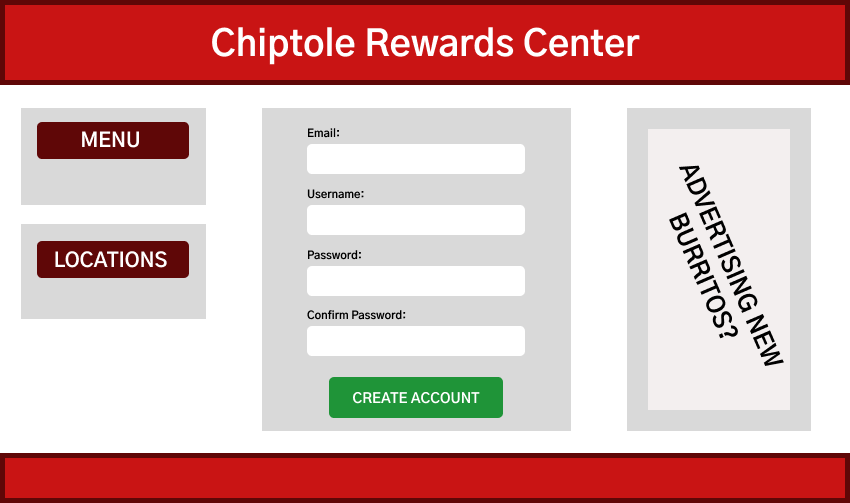 Chiptole Rewards Center
MENU
LOCATIONS
Email:
Username:
Password:
Confirm Password:
CREATE ACCOUNT
ADVERTISING NEW
BURRITOS?